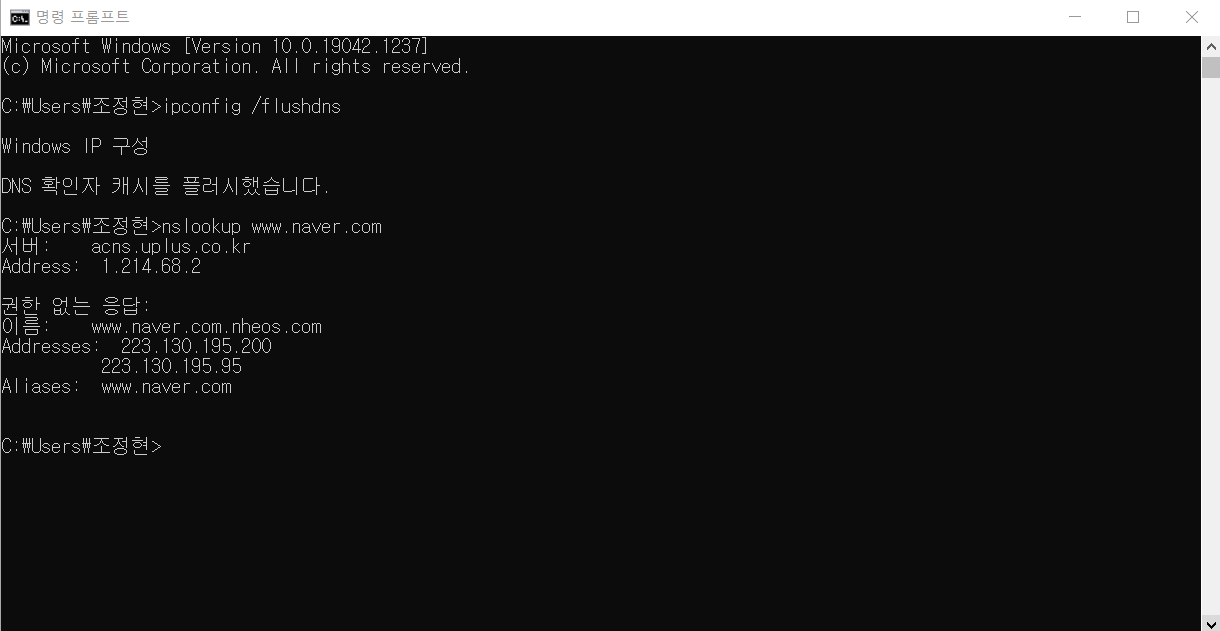 명령 프롬프트
Microsoft Windows [Version 10.0.19042.1237]
(c) Microsoft Corporation. All rights reserved.
C:₩Users₩조정현>ipconfig /flushdns
Windows IP 구성
DNS 확인자 캐시를 플러시했습니다.
C:₩Users₩조정현>nslookup www.naver.com
서버:    acns.uplus.co.kr
Address:  1.214.68.2
권한 없는 응답:
이름:    www.naver.com.nheos.com
Addresses:  223.130.195.200
          223.130.195.95
Aliases:  www.naver.com
C:₩Users₩조정현>